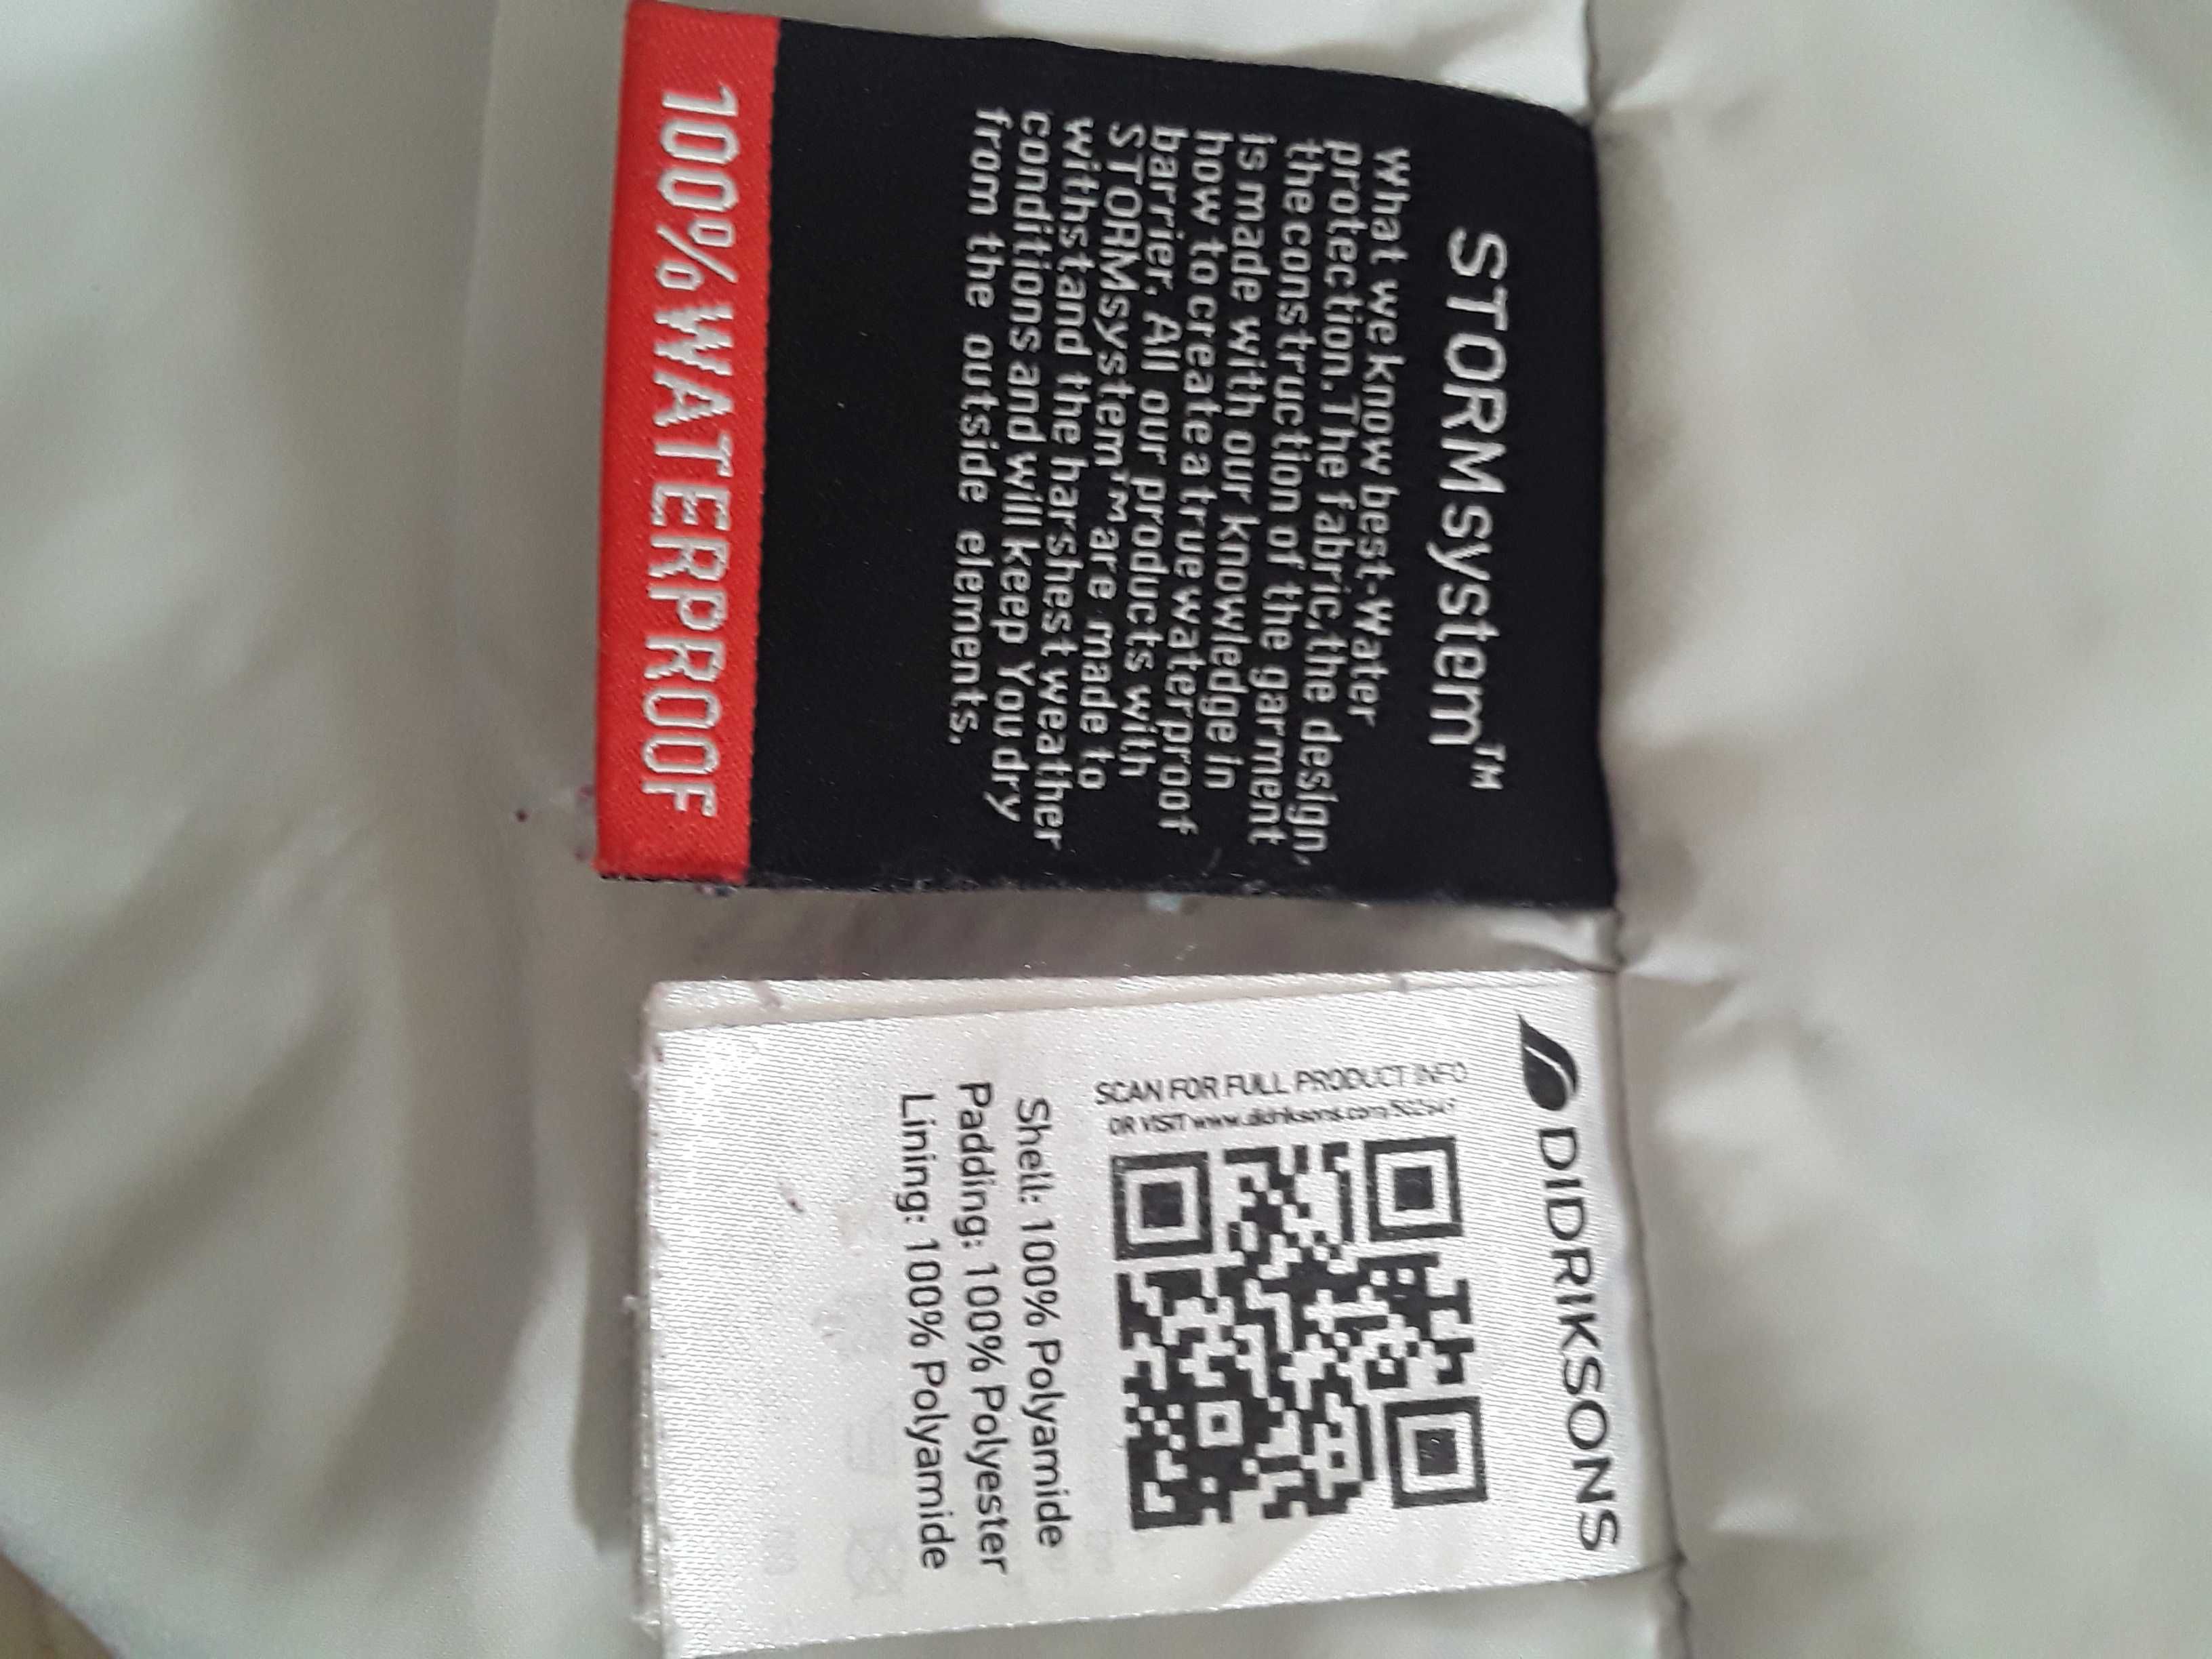 STORMsystem™
What we know best-Water
protection. The fabric, the design,
the construction of the garment
is made with our knowledge in
how to create a true waterproof
barrier. All our products with
STORMsystem™ are made to
withstand the harshest weather
conditions and will keep You dry
from the outside elements.
100% WATERPROOF
DIDRIKSONS
SCAN FOR FULL PRODUCT INFO
OR VISIT
Shell: 100% Polyamide
Padding: 100% Polyester
Lining: 100% Polyamide